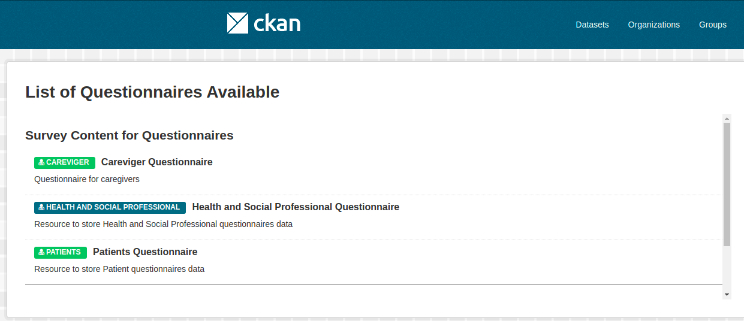 ckan
Datasets Organizations Groups
List of Questionnaires Available
Survey Content for Questionnaires
CAREVIGER Careviger Questionnaire
Questionnaire for caregivers
HEALTH AND SOCIAL PROFESSIONAL Health and Social Professional Questionnaire
Resource to store Health and Social Professional questionnaires data
PATIENTS Patients Questionnaire
Resource to store Patient questionnaires data